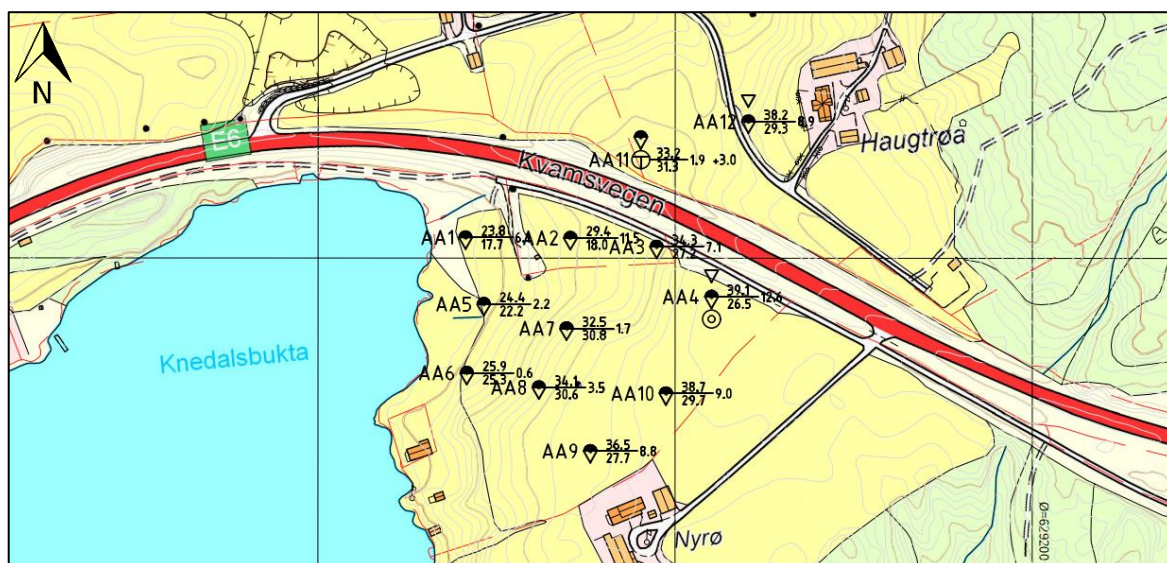 N
E6
Kvamsvegen
Haugtrøa
Knedalsbukta
Nyrø
AA12 38.2 8.9
29.3
AA11 33.2 1.9 +3.0
31.3
AA1 23.8
17.7
AA2 29.4 11.5
18.0
AA3 34.3 7.1
27.2
AA4 39.1 12.6
26.5
AA5 24.4 2.2
22.2
AA7 32.5 1.7
30.8
AA6 25.9 0.6
25.3
AA8 34.1 3.5
30.6
AA10 38.7 9.0
29.7
AA9 36.5 8.8
27.7
Ø=629200